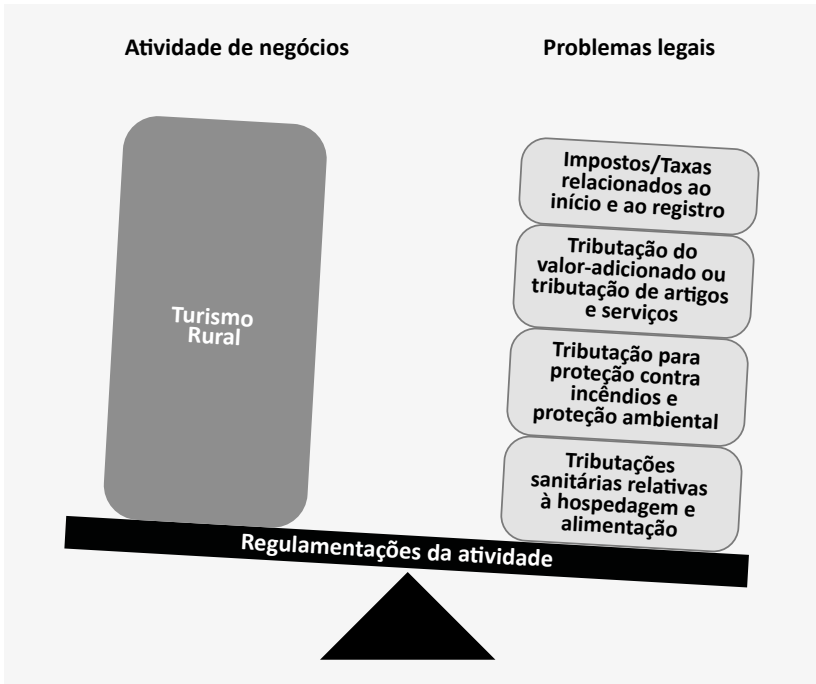 Atividade de negócios
Problemas legais
Turismo
Rural
Impostos/Taxas
relacionados ao
início e ao registro
Tributação do
valor-adicionado ou
tributação de artigos
e serviços
Tributação para
proteção contra
incêndios e
proteção ambiental
Tributações
sanitárias relativas
à hospedagem e
alimentação
Regulamentações da atividade